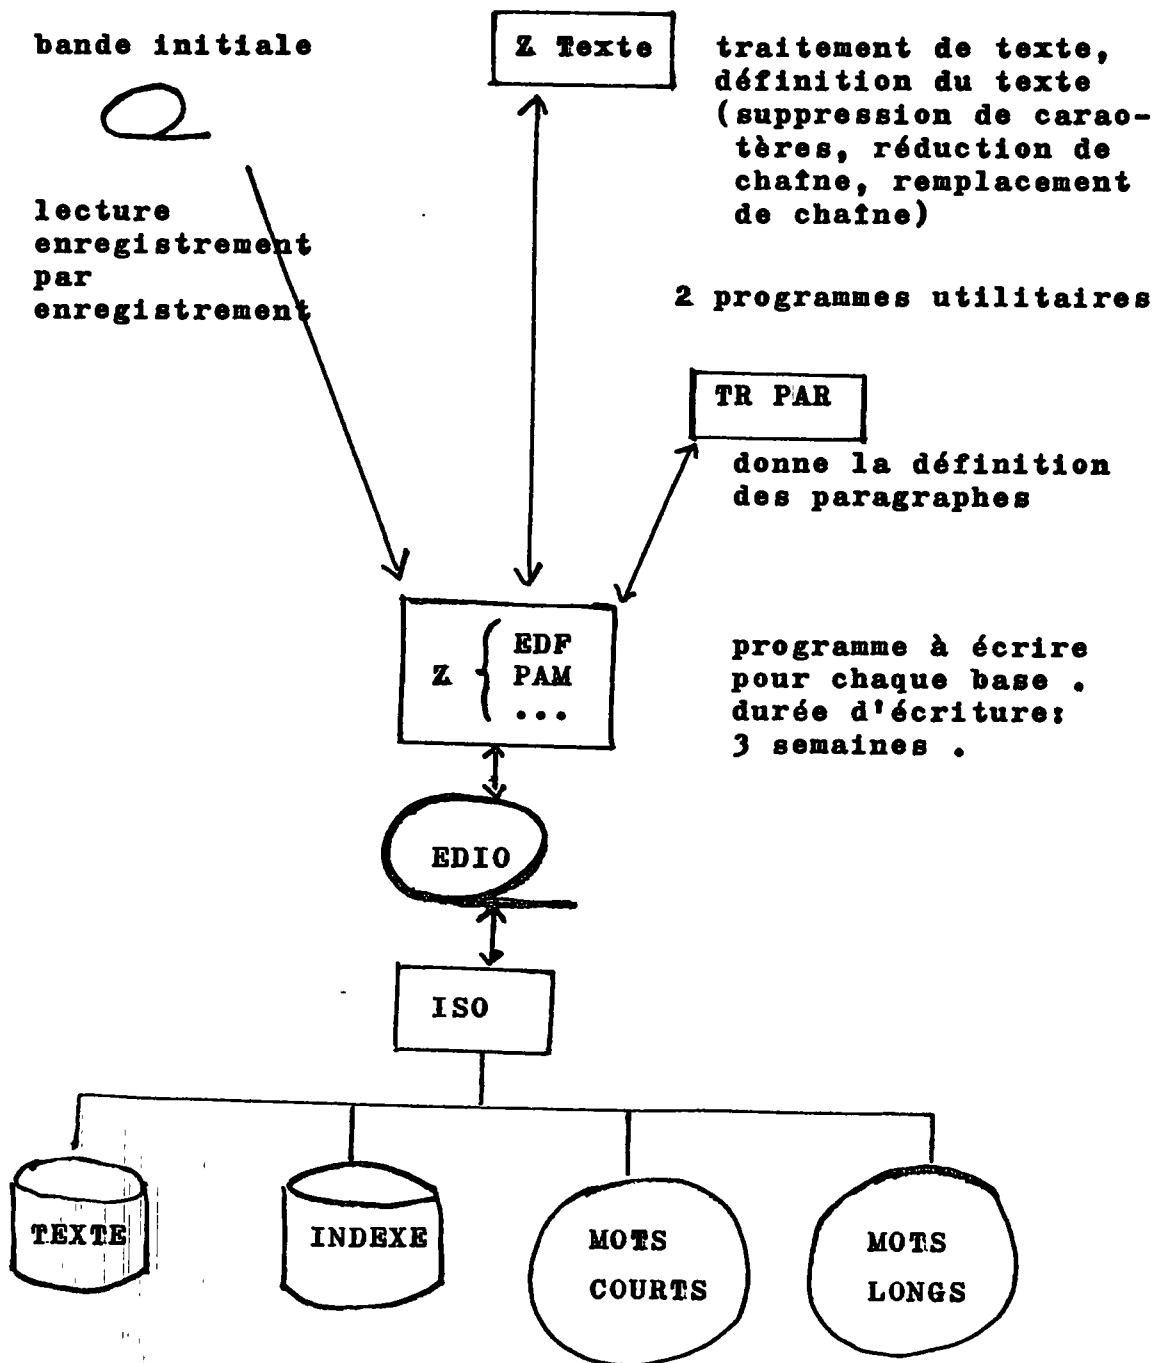 bande initiale
Z Texte
traitement de texte,
définition du texte
(suppression de carao-
tères, réduction de
chaîne, remplacement
de chaîne)
lecture
enregistrement
par
enregistrement
2 programmes utilitaires
TR PAR
donne la définition
des paragraphes
Z { EDF
PAM
...
programme à écrire
pour chaque base .
durée d'écriture:
3 semaines .
EDIO
ISO
TEXTE
INDEXE
MOTS
COURTS
MOTS
LONGS